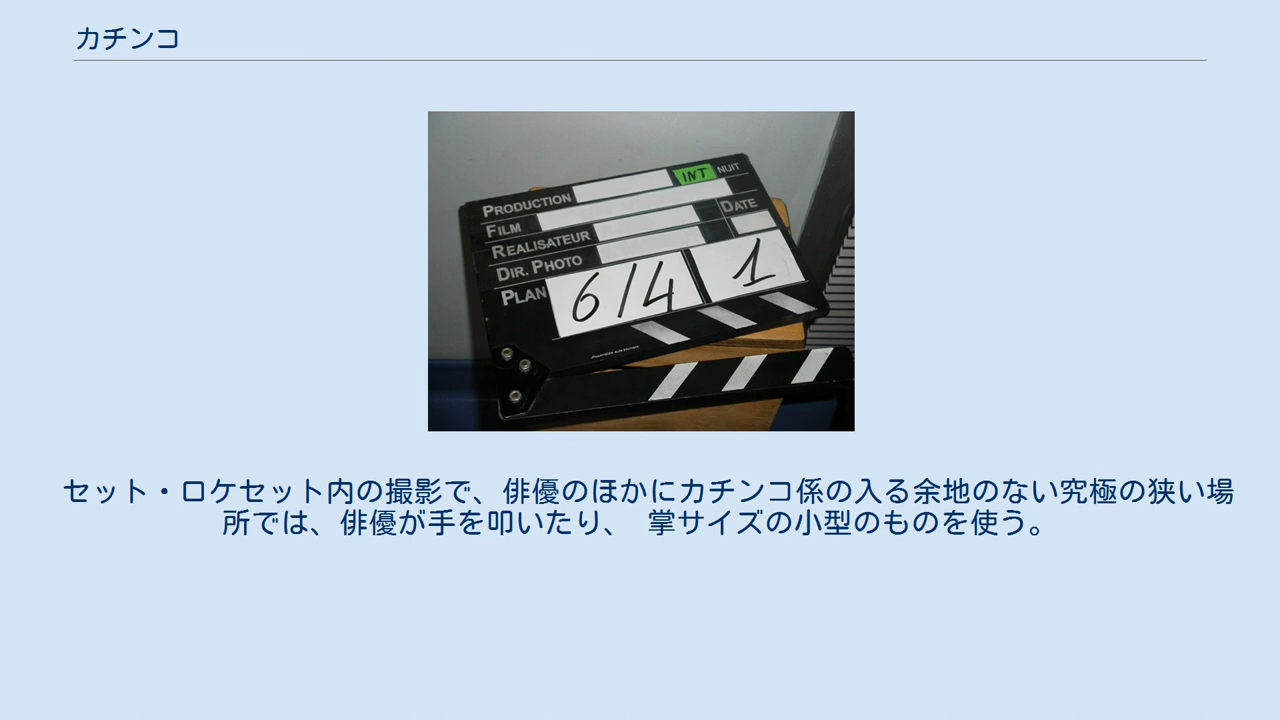 カチンコ
PRODUCTION
INT NUIT
FILM
DATE
REALISATEUR
DIR. PHOTO
PLAN 6/4 1
セット・ロケセット内の撮影で、俳優のほかにカチンコ係の入る余地のない究極の狭い場
所では、俳優が手を叩いたり、 掌サイズの小型のものを使う。